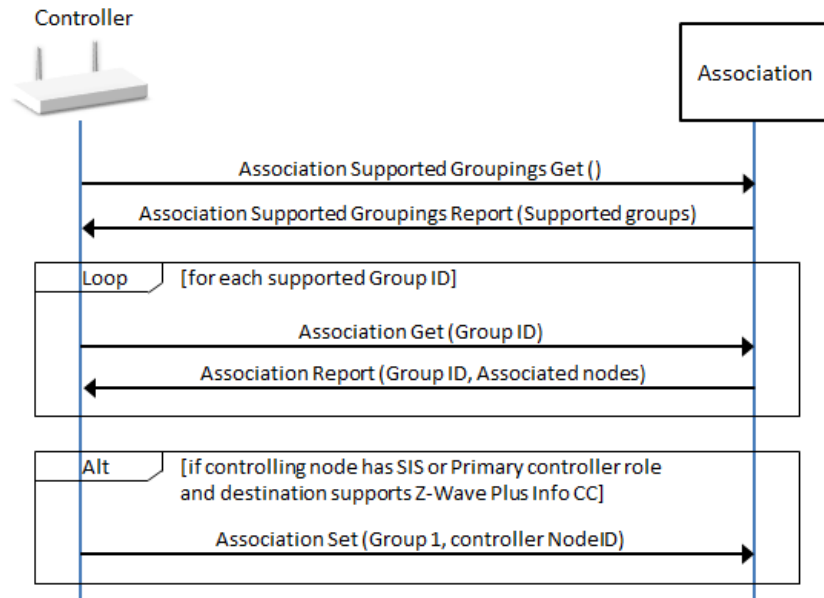 Controller
Association
Association Supported Groupings Get ()
Association Supported Groupings Report (Supported groups)
Loop
[for each supported Group ID]
Association Get (Group ID)
Association Report (Group ID, Associated nodes)
Alt
[if controlling node has SIS or Primary controller role
and destination supports Z-Wave Plus Info CC]
Association Set (Group 1, controller NodeID)